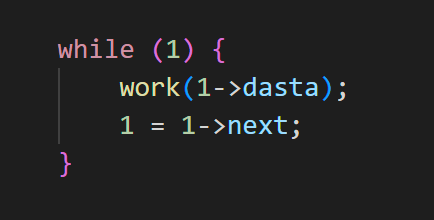 while (1) {
work(1->dasta);
1 = 1->next;
}